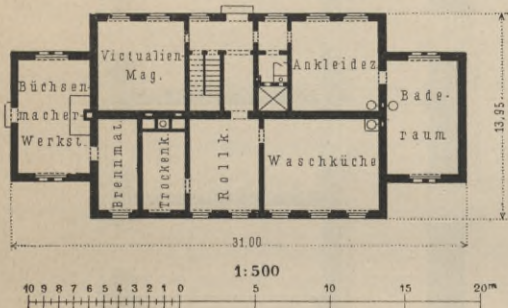 Victualien-
Mag.
Ankleidez.
Büchsen-
macher-
Werkst.
Bade-
raum
Brennmat.
Trockenk.
Rollk.
Waschküche
13,95
31.00
1:500
10 9 8 7 6 5 4 3 2 1 0 5 10 15 20m